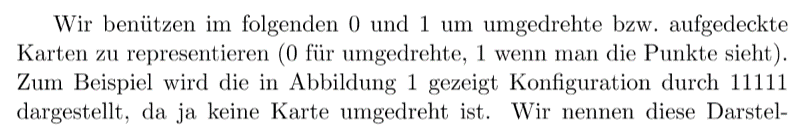 Wir benützen im folgenden 0 und 1 um umgedrehte bzw. aufgedeckte
Karten zu representieren (0 für umgedrehte, 1 wenn man die Punkte sieht).
Zum Beispiel wird die in Abbildung 1 gezeigt Konfiguration durch 11111
dargestellt, da ja keine Karte umgedreht ist. Wir nennen diese Darstel-